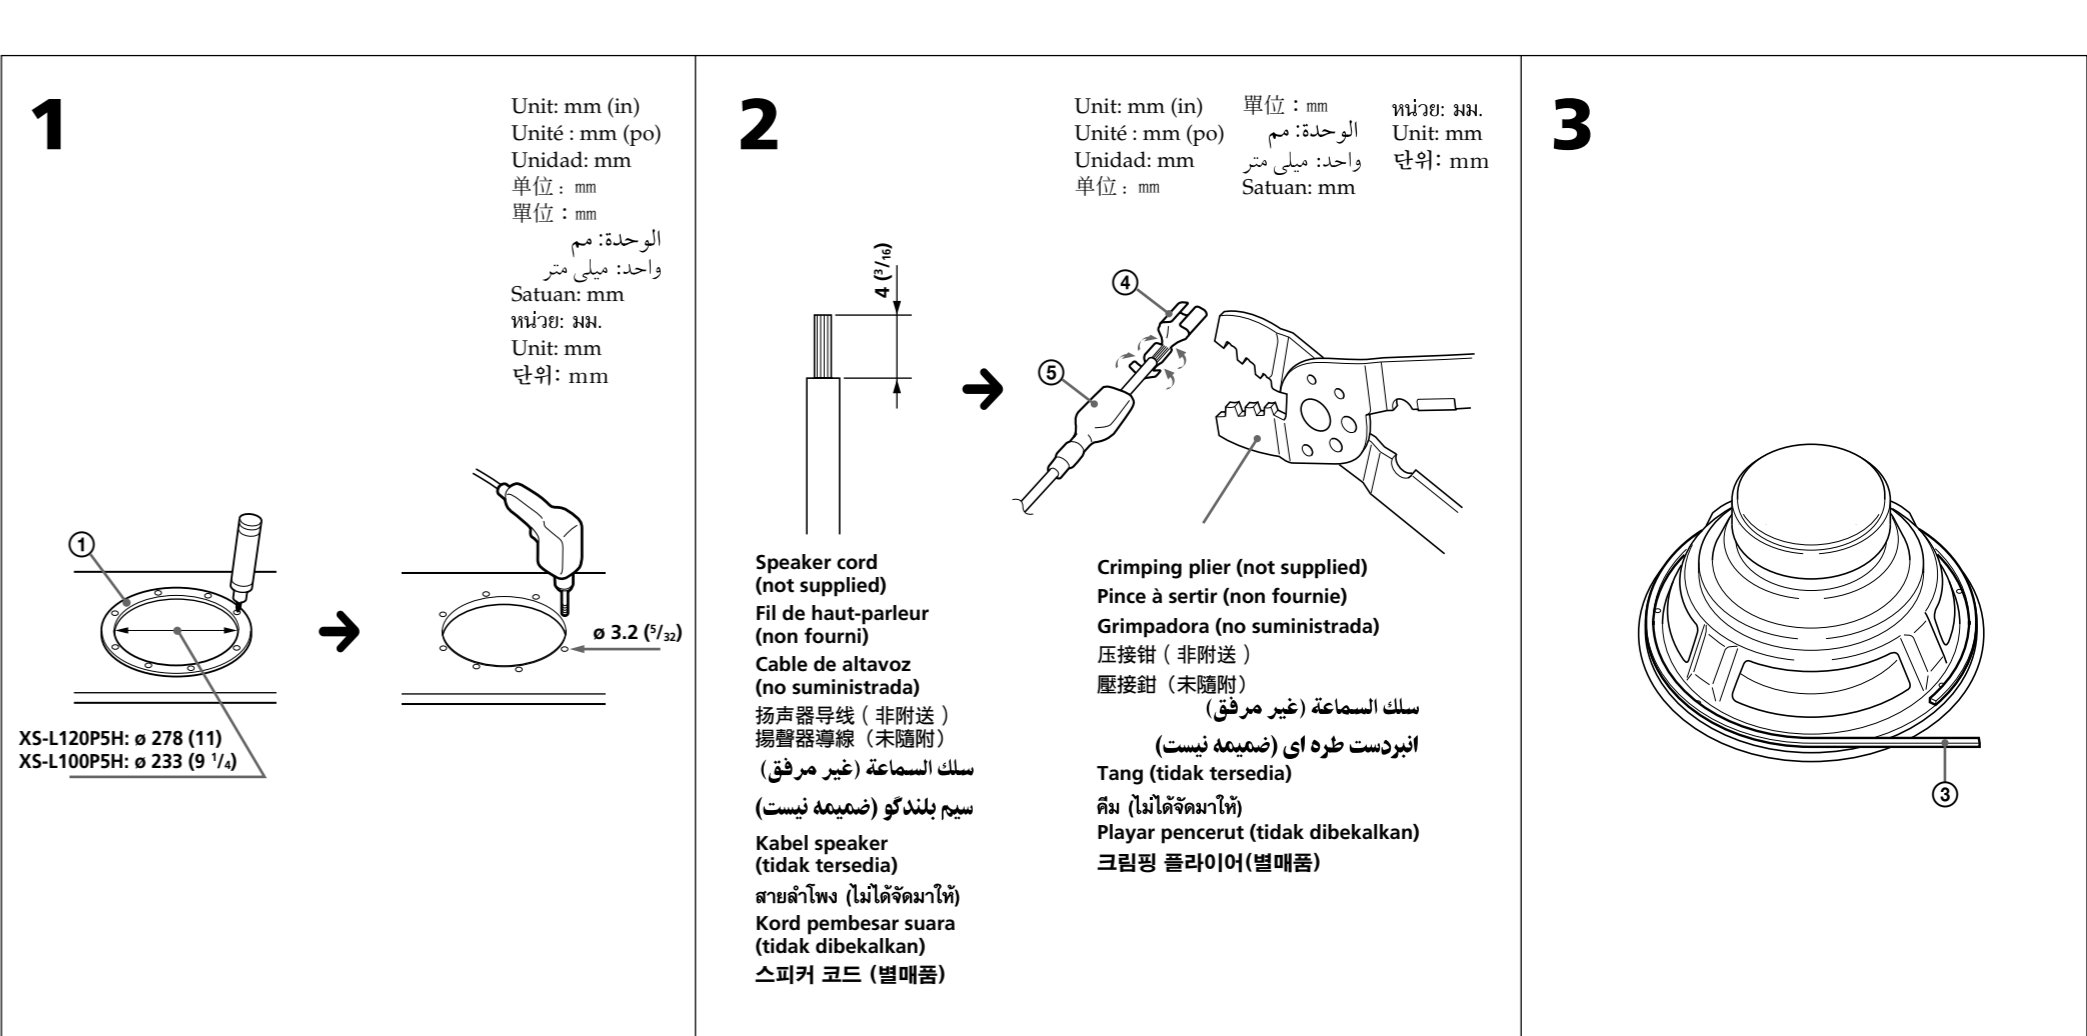 1
Unit: mm (in)
Unité : mm (po)
Unidad: mm
单位：mm
單位：mm
الوحدة: مم
واحد: میلی متر
Satuan: mm
หน่วย: มม.
Unit: mm
단위: mm
①
ø 3.2 (5/32)
XS-L120P5H: ø 278 (11)
XS-L100P5H: ø 233 (9 1/4)
2
Unit: mm (in)
Unité : mm (po)
Unidad: mm
单位：mm
單位：mm
الوحدة: مم
واحد: میلی متر
Satuan: mm
หน่วย: มม.
Unit: mm
단위: mm
4 (3/16)
④
⑤
Speaker cord
(not supplied)
Fil de haut-parleur
(non fourni)
Cable de altavoz
(no suministrada)
扬声器导线（非附送）
揚聲器導線（未隨附）
سلك السماعة (غير مرفق)
سیم بلندگو (ضمیمه نیست)
Kabel speaker
(tidak tersedia)
สายลำโพง (ไม่ได้จัดมาให้)
Kord pembesar suara
(tidak dibekalkan)
스피커 코드 (별매품)
Crimping plier (not supplied)
Pince à sertir (non fournie)
Grimpadora (no suministrada)
压接钳（非附送）
壓接鉗（未隨附）
سلك السماعة (غير مرفق)
انبردست طره ای (ضمیمه نیست)
Tang (tidak tersedia)
คีม (ไม่ได้จัดมาให้)
Playar pencerut (tidak dibekalkan)
크림핑 플라이어(별매품)
3
③